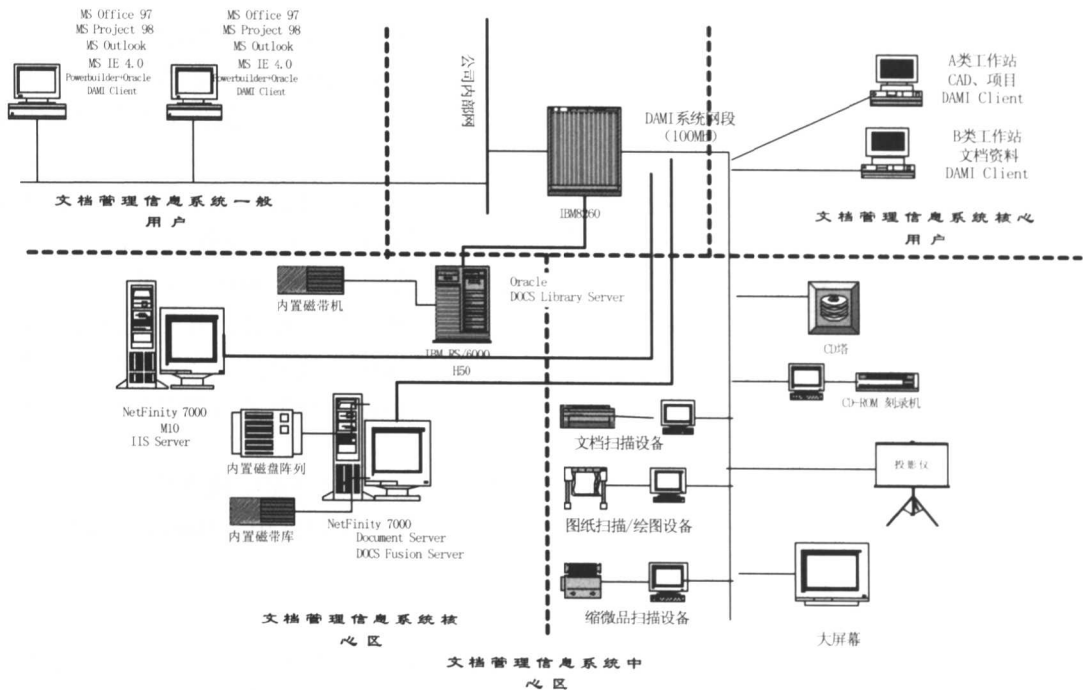 MS Office 97
MS Project 98
MS Outlook
MS IE 4.0
Powerbuilder+Oracle
DAMI Client
MS Office 97
MS Project 98
MS Outlook
MS IE 4.0
Powerbuilder+Oracle
DAMI Client
文档管理信息系统一般
用户
公司内部网
IBM8260
DAMI系统网段
(100MH)
A类工作站
CAD、项目
DAMI Client
B类工作站
文档资料
DAMI Client
文档管理信息系统核心
用户
内置磁带机
Oracle
DOCS Library Server
IBM RS/6000
H50
NetFinity 7000
M10
IIS Server
内置磁盘阵列
内置磁带库
NetFinity 7000
Document Server
DOCS Fusion Server
文档管理信息系统核
心区
CD塔
CD-ROM 刻录机
文档扫描设备
投影仪
图纸扫描/绘图设备
缩微品扫描设备
大屏幕
文档管理信息系统中
心区